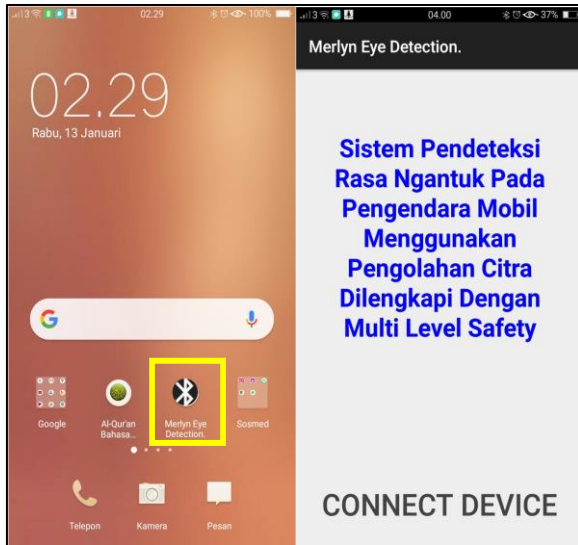 3 02.29 100%
02.29
Rabu, 13 Januari
G
Google
Al-Qur'an
Bahasa...
Merlyn Eye
Detection.
Sosmed
Telepon
Kamera
Pesan
3 04.00 37%
Merlyn Eye Detection.
Sistem Pendeteksi
Rasa Ngantuk Pada
Pengendara Mobil
Menggunakan
Pengolahan Citra
Dilengkapi Dengan
Multi Level Safety
CONNECT DEVICE